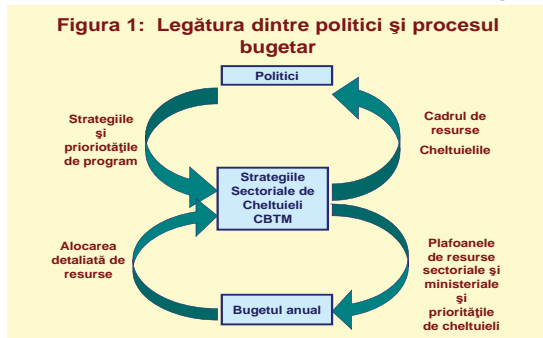 Figura 1: Legătura dintre politici şi procesul
bugetar
Politici
Strategiile
şi
prioriotăţile
de program
Cadrul de
resurse
Cheltuielile
Strategiile
Sectoriale de
Cheltuieli
CBTM
Alocarea
detaliată de
resurse
Plafoanele
de resurse
sectoriale şi
ministeriale
şi
priorităţile
de cheltuieli
Bugetul anual